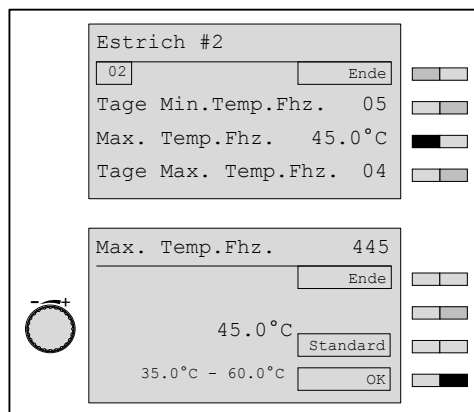 Estrich #2
02 Ende
Tage Min.Temp.Fhz. 05
Max. Temp.Fhz. 45.0°C
Tage Max. Temp.Fhz. 04
Max. Temp.Fhz. 445
Ende
- +
45.0°C
Standard
35.0°C - 60.0°C OK